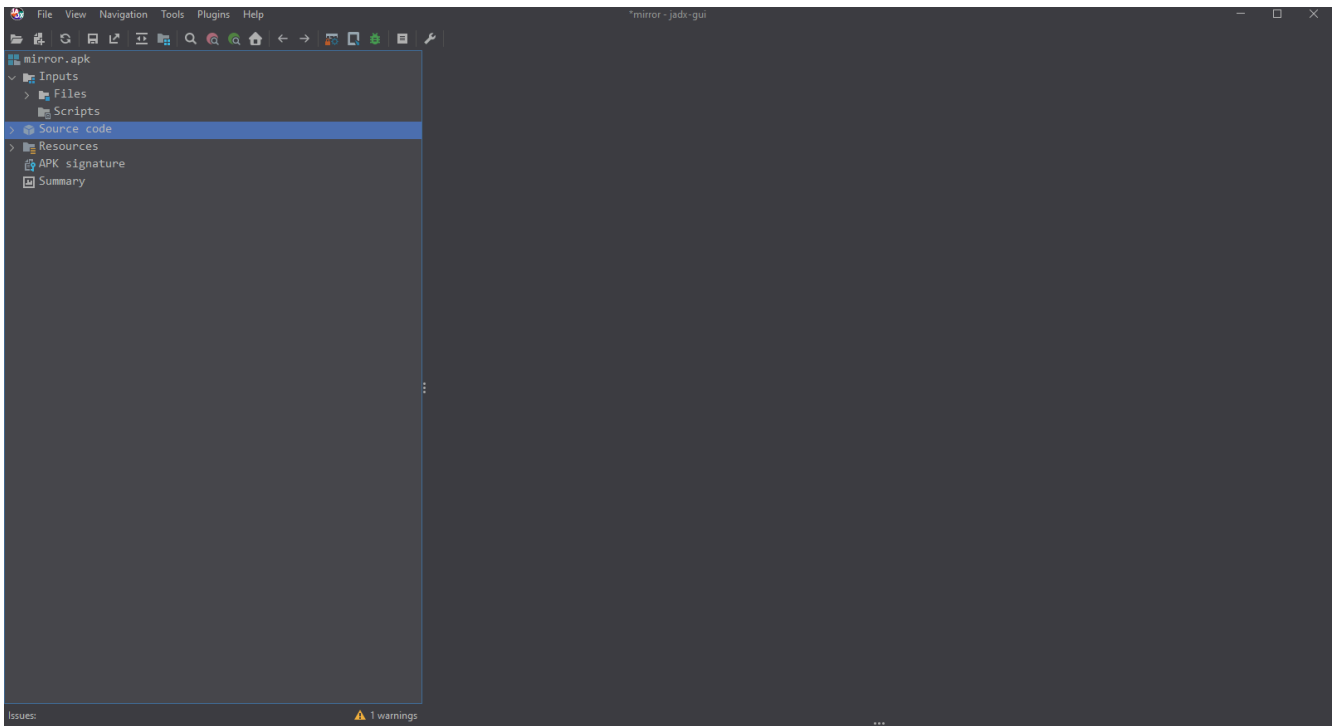 File View Navigation Tools Plugins Help
*mirror - jadx-gui
mirror.apk
Inputs
Files
Scripts
Source code
Resources
APK signature
Summary
Issues:
1 warnings